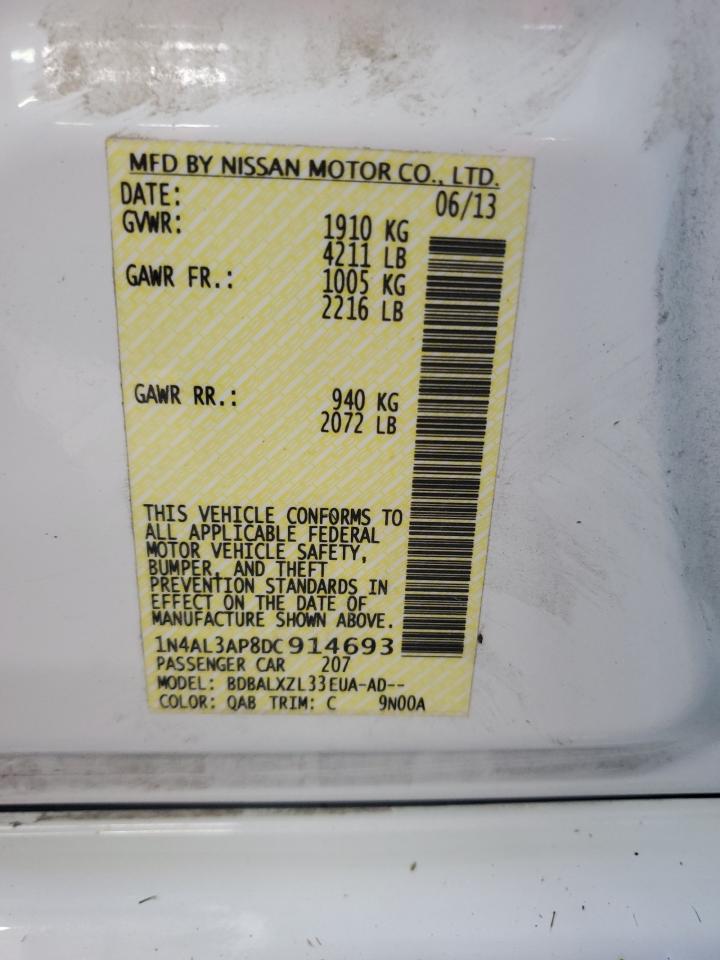 MFD BY NISSAN MOTOR CO., LTD.
DATE: 06/13
GVWR: 1910 KG
4211 LB
GAWR FR.: 1005 KG
2216 LB
GAWR RR.: 940 KG
2072 LB
THIS VEHICLE CONFORMS TO
ALL APPLICABLE FEDERAL
MOTOR VEHICLE SAFETY,
BUMPER, AND THEFT
PREVENTION STANDARDS IN
EFFECT ON THE DATE OF
MANUFACTURE SHOWN ABOVE.
1N4AL3AP8DC914693
PASSENGER CAR 207
MODEL: BDBALXZL33EUA-AD--
COLOR: QAB TRIM: C 9N00A